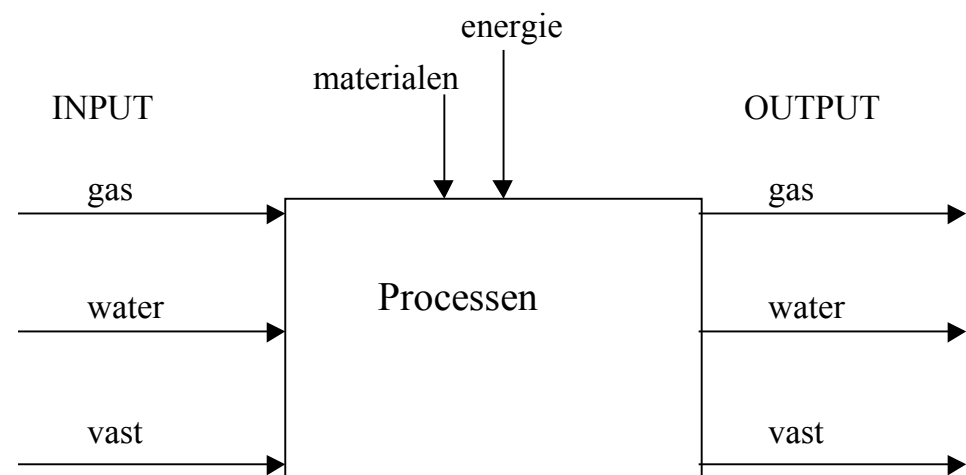 energie
materialen
INPUT
OUTPUT
gas
gas
Processen
water
water
vast
vast